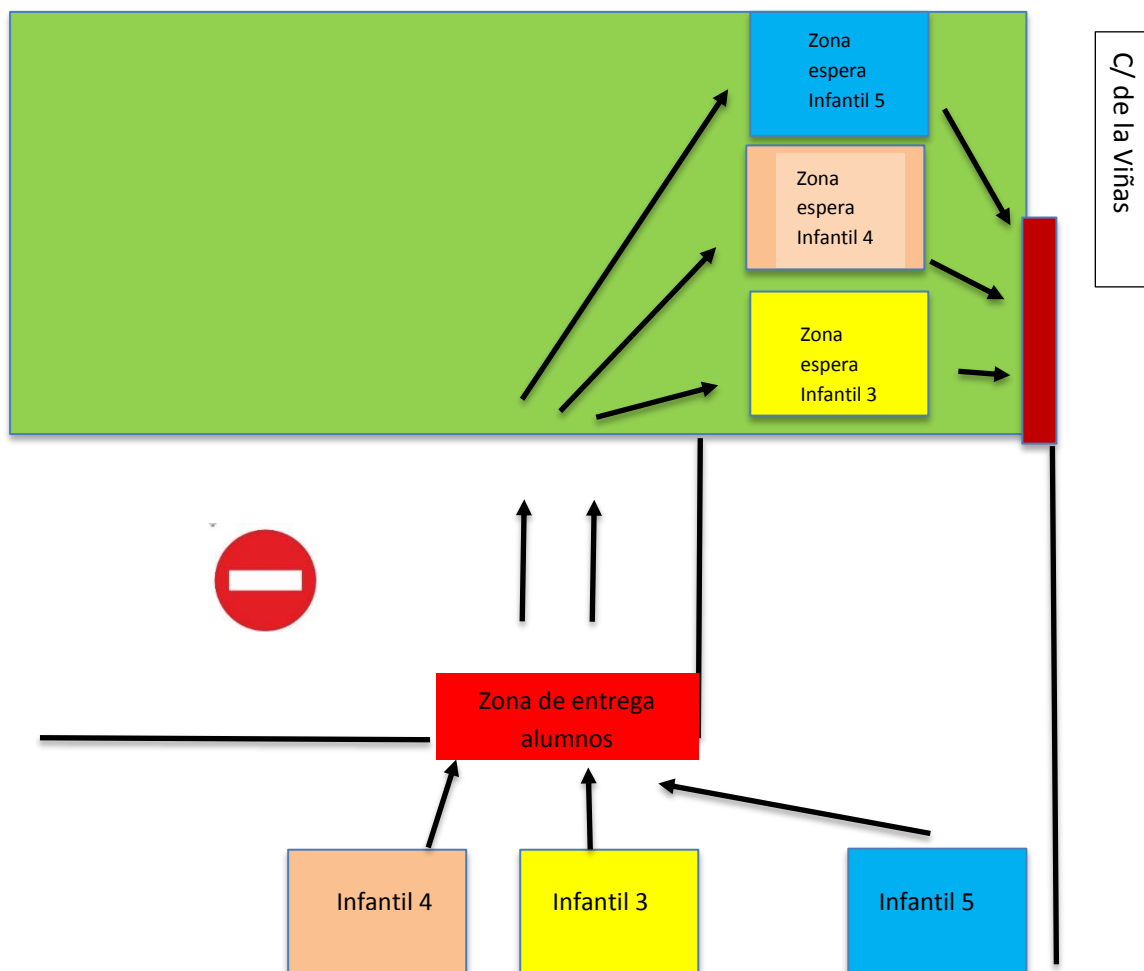 Zona
espera
Infantil 5
C/ de la Viñas
Zona
espera
Infantil 4
Zona
espera
Infantil 3
Zona de entrega
alumnos
Infantil 4
Infantil 3
Infantil 5